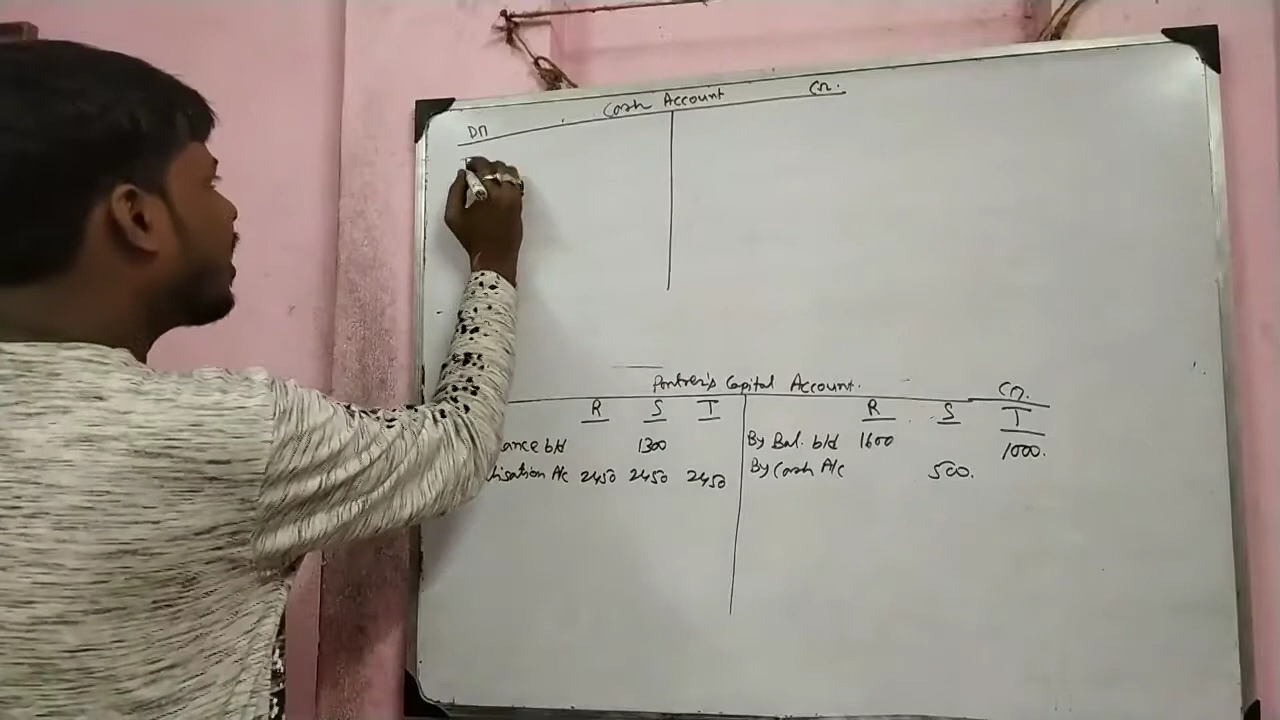 Cash Account Cr.
Dr
Partner's Capital Account.
Cr.
R S T R S T
ance b/d 1300 By Bal. b/d 1600 1000.
lisation A/c 2450 2450 2450 By Cash A/c 500.